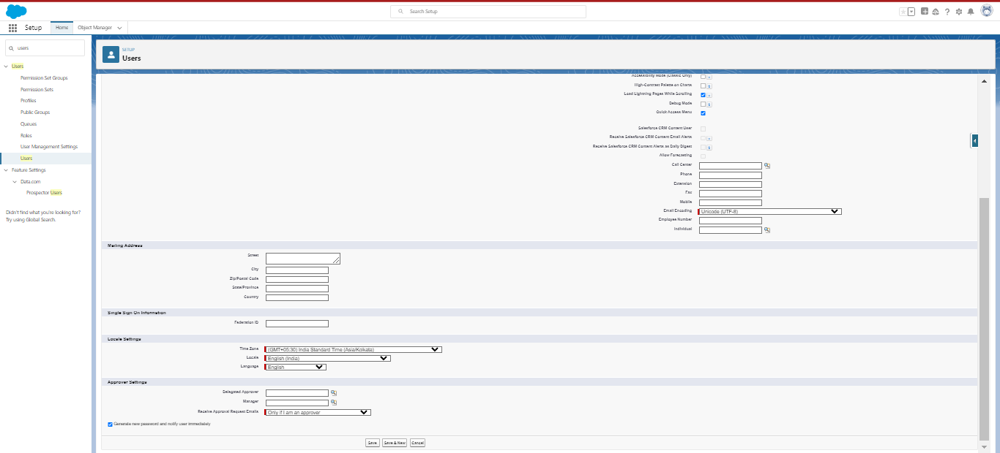 Search Setup
Setup
Home
Object Manager
users
Users
Permission Set Groups
Permission Sets
Profiles
Public Groups
Queues
Roles
User Management Settings
Users
Feature Settings
Data.com
Prospector Users
Didn't find what you're looking for?
Try using Global Search.
SETUP
Users
Accessibility Mode (Classic Only)
High-Contrast Palette on Charts
Load Lightning Pages While Scrolling
Debug Mode
Quick Access Menu
Salesforce CRM Content User
Receive Salesforce CRM Content Email Alerts
Receive Salesforce CRM Content Alerts as Daily Digest
Allow Forecasting
Call Center
Phone
Extension
Fax
Mobile
Email Encoding Unicode (UTF-8)
Employee Number
Individual
Mailing Address
Street
City
Zip/Postal Code
State/Province
Country
Single Sign On Information
Federation ID
Locale Settings
Time Zone (GMT+05:30) India Standard Time (Asia/Kolkata)
Locale English (India)
Language English
Approver Settings
Delegated Approver
Manager
Receive Approval Request Emails Only if I am an approver
Generate new password and notify user immediately
Save Save & New Cancel